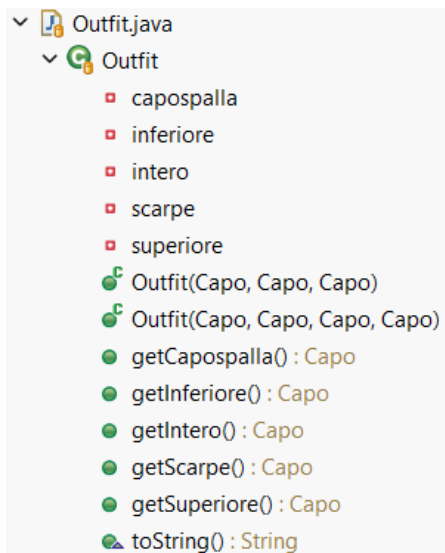 Outfit.java
Outfit
capospalla
inferiore
intero
scarpe
superiore
Outfit(Capo, Capo, Capo)
Outfit(Capo, Capo, Capo, Capo)
getCapospalla() : Capo
getInferiore() : Capo
getIntero() : Capo
getScarpe() : Capo
getSuperiore() : Capo
toString() : String